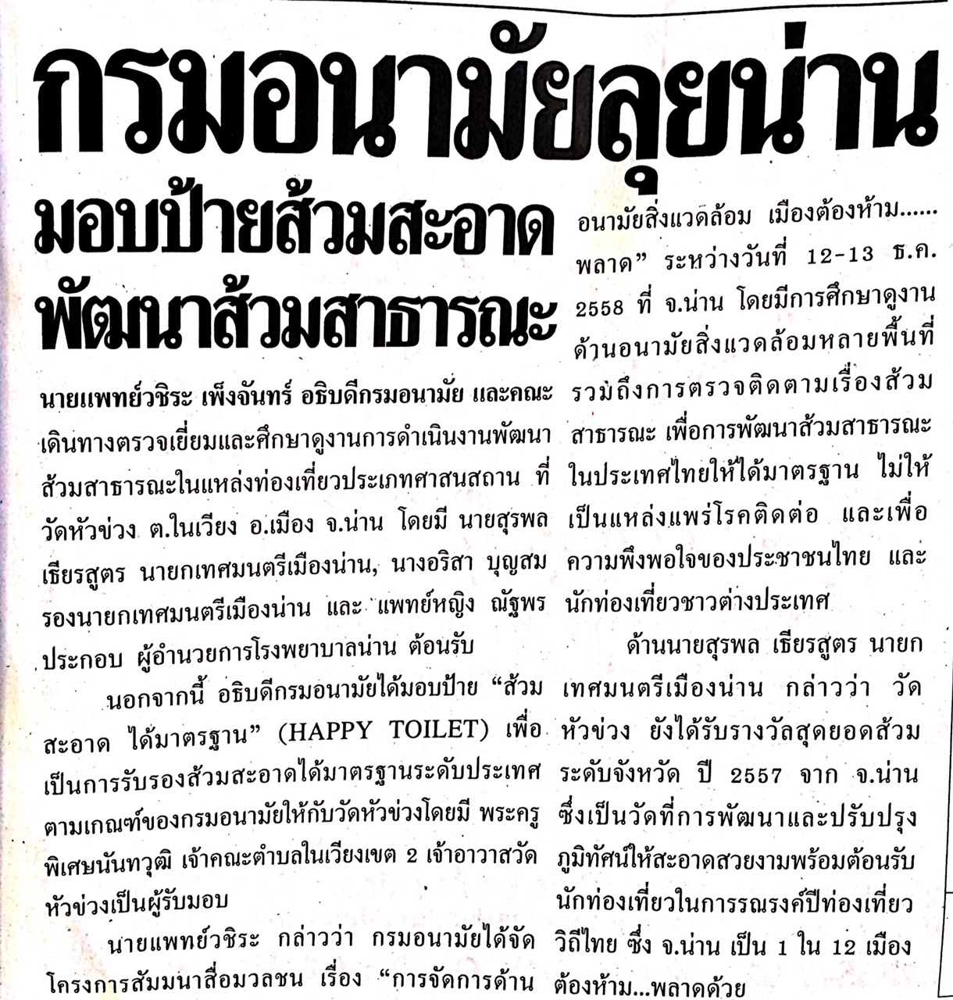 กรมอนามัยลุยน่าน
มอบป้ายส้วมสะอาด
พัฒนาส้วมสาธารณะ
นายแพทย์วชิระ เพ็งจันทร์ อธิบดีกรมอนามัย และคณะ
เดินทางตรวจเยี่ยมและศึกษาดูงานการดำเนินงานพัฒนา
ส้วมสาธารณะในแหล่งท่องเที่ยวประเภทศาสนสถาน ที่
วัดหัวข่วง ต.ในเวียง อ.เมือง จ.น่าน โดยมี นายสุรพล
เธียรสูตร นายกเทศมนตรีเมืองน่าน, นางอริสา บุญสม
รองนายกเทศมนตรีเมืองน่าน และ แพทย์หญิง ณัฐพร
ประกอบ ผู้อำนวยการโรงพยาบาลน่าน ต้อนรับ
นอกจากนี้ อธิบดีกรมอนามัยได้มอบป้าย “ส้วม
สะอาด ได้มาตรฐาน” (HAPPY TOILET) เพื่อ
เป็นการรับรองส้วมสะอาดได้มาตรฐานระดับประเทศ
ตามเกณฑ์ของกรมอนามัยให้กับวัดหัวข่วงโดยมี พระครู
พิเศษนันทวุฒิ เจ้าคณะตำบลในเวียงเขต 2 เจ้าอาวาสวัด
หัวข่วงเป็นผู้รับมอบ
นายแพทย์วชิระ กล่าวว่า กรมอนามัยได้จัด
โครงการสัมมนาสื่อมวลชน เรื่อง “การจัดการด้าน
อนามัยสิ่งแวดล้อม เมืองต้องห้าม......
พลาด” ระหว่างวันที่ 12-13 ธ.ค.
2558 ที่ จ.น่าน โดยมีการศึกษาดูงาน
ด้านอนามัยสิ่งแวดล้อมหลายพื้นที่
รวมถึงการตรวจติดตามเรื่องส้วม
สาธารณะ เพื่อการพัฒนาส้วมสาธารณะ
ในประเทศไทยให้ได้มาตรฐาน ไม่ให้
เป็นแหล่งแพร่โรคติดต่อ และเพื่อ
ความพึงพอใจของประชาชนไทย และ
นักท่องเที่ยวชาวต่างประเทศ
ด้านนายสุรพล เธียรสูตร นายก
เทศมนตรีเมืองน่าน กล่าวว่า วัด
หัวข่วง ยังได้รับรางวัลสุดยอดส้วม
ระดับจังหวัด ปี 2557 จาก จ.น่าน
ซึ่งเป็นวัดที่การพัฒนาและปรับปรุง
ภูมิทัศน์ให้สะอาดสวยงามพร้อมต้อนรับ
นักท่องเที่ยวในการรณรงค์ปีท่องเที่ยว
วิถีไทย ซึ่ง จ.น่าน เป็น 1 ใน 12 เมือง
ต้องห้าม...พลาดด้วย